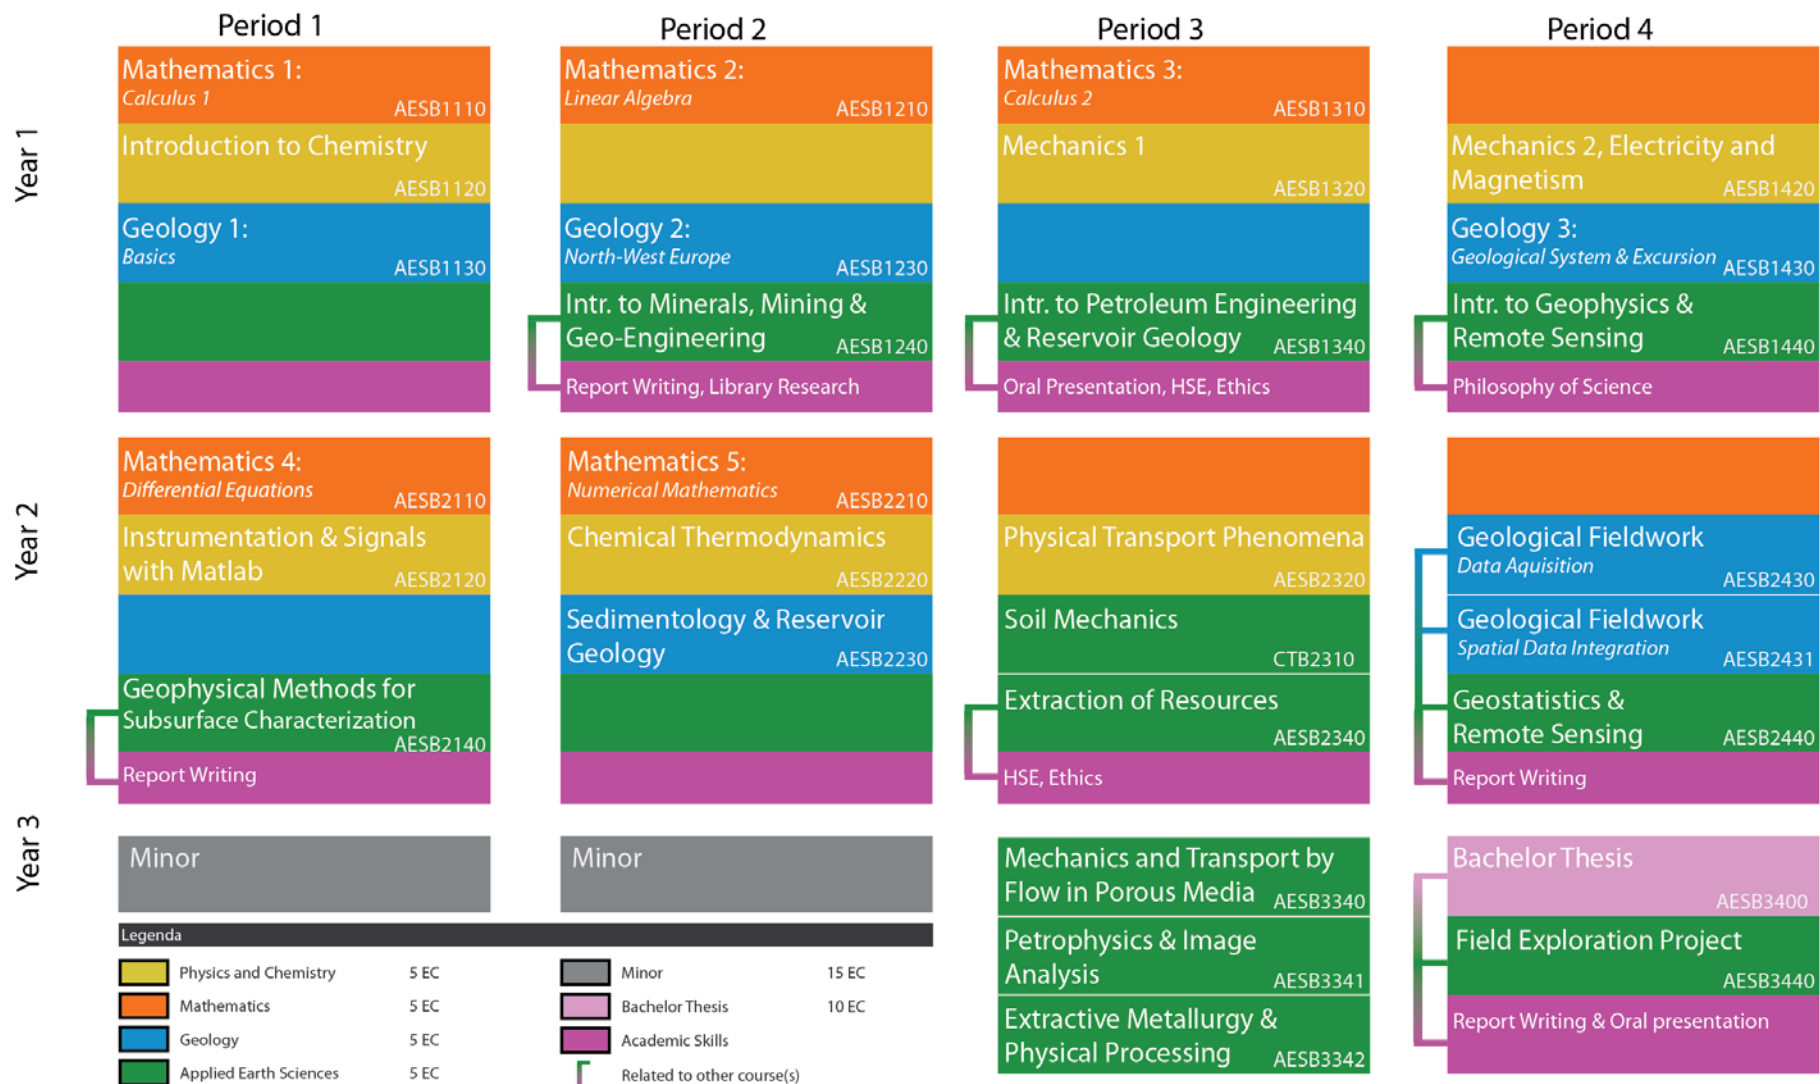 Period 1
Period 2
Period 3
Period 4
Year 1
Mathematics 1:
Calculus 1
AESB1110
Mathematics 2:
Linear Algebra
AESB1210
Mathematics 3:
Calculus 2
AESB1310
Introduction to Chemistry
AESB1120
Mechanics 1
AESB1320
Mechanics 2, Electricity and
Magnetism
AESB1420
Geology 1:
Basics
AESB1130
Geology 2:
North-West Europe
AESB1230
Geology 3:
Geological System & Excursion
AESB1430
Intr. to Minerals, Mining &
Geo-Engineering
AESB1240
Intr. to Petroleum Engineering
& Reservoir Geology
AESB1340
Intr. to Geophysics &
Remote Sensing
AESB1440
Report Writing, Library Research
Oral Presentation, HSE, Ethics
Philosophy of Science
Year 2
Mathematics 4:
Differential Equations
AESB2110
Mathematics 5:
Numerical Mathematics
AESB2210
Instrumentation & Signals
with Matlab
AESB2120
Chemical Thermodynamics
AESB2220
Physical Transport Phenomena
AESB2320
Geological Fieldwork
Data Aquisition
AESB2430
Sedimentology & Reservoir
Geology
AESB2230
Soil Mechanics
CTB2310
Geological Fieldwork
Spatial Data Integration
AESB2431
Geophysical Methods for
Subsurface Characterization
AESB2140
Extraction of Resources
AESB2340
Geostatistics &
Remote Sensing
AESB2440
Report Writing
HSE, Ethics
Report Writing
Year 3
Minor
Minor
Mechanics and Transport by
Flow in Porous Media
AESB3340
Bachelor Thesis
AESB3400
Petrophysics & Image
Analysis
AESB3341
Field Exploration Project
AESB3440
Extractive Metallurgy &
Physical Processing
AESB3342
Report Writing & Oral presentation
Legenda
Physics and Chemistry 5 EC
Mathematics 5 EC
Geology 5 EC
Applied Earth Sciences 5 EC
Minor 15 EC
Bachelor Thesis 10 EC
Academic Skills
Related to other course(s)